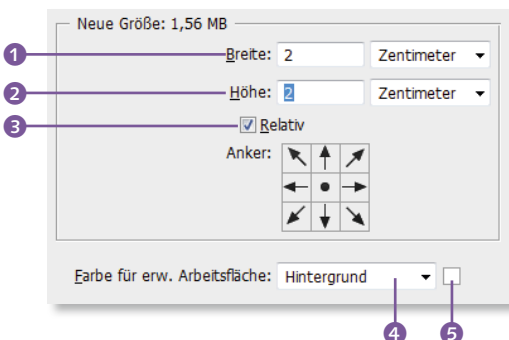 Neue Größe: 1,56 MB
1 Breite: 2 Zentimeter
2 Höhe: 2 Zentimeter
3 Relativ
Anker:
Farbe für erw. Arbeitsfläche: Hintergrund
4 5